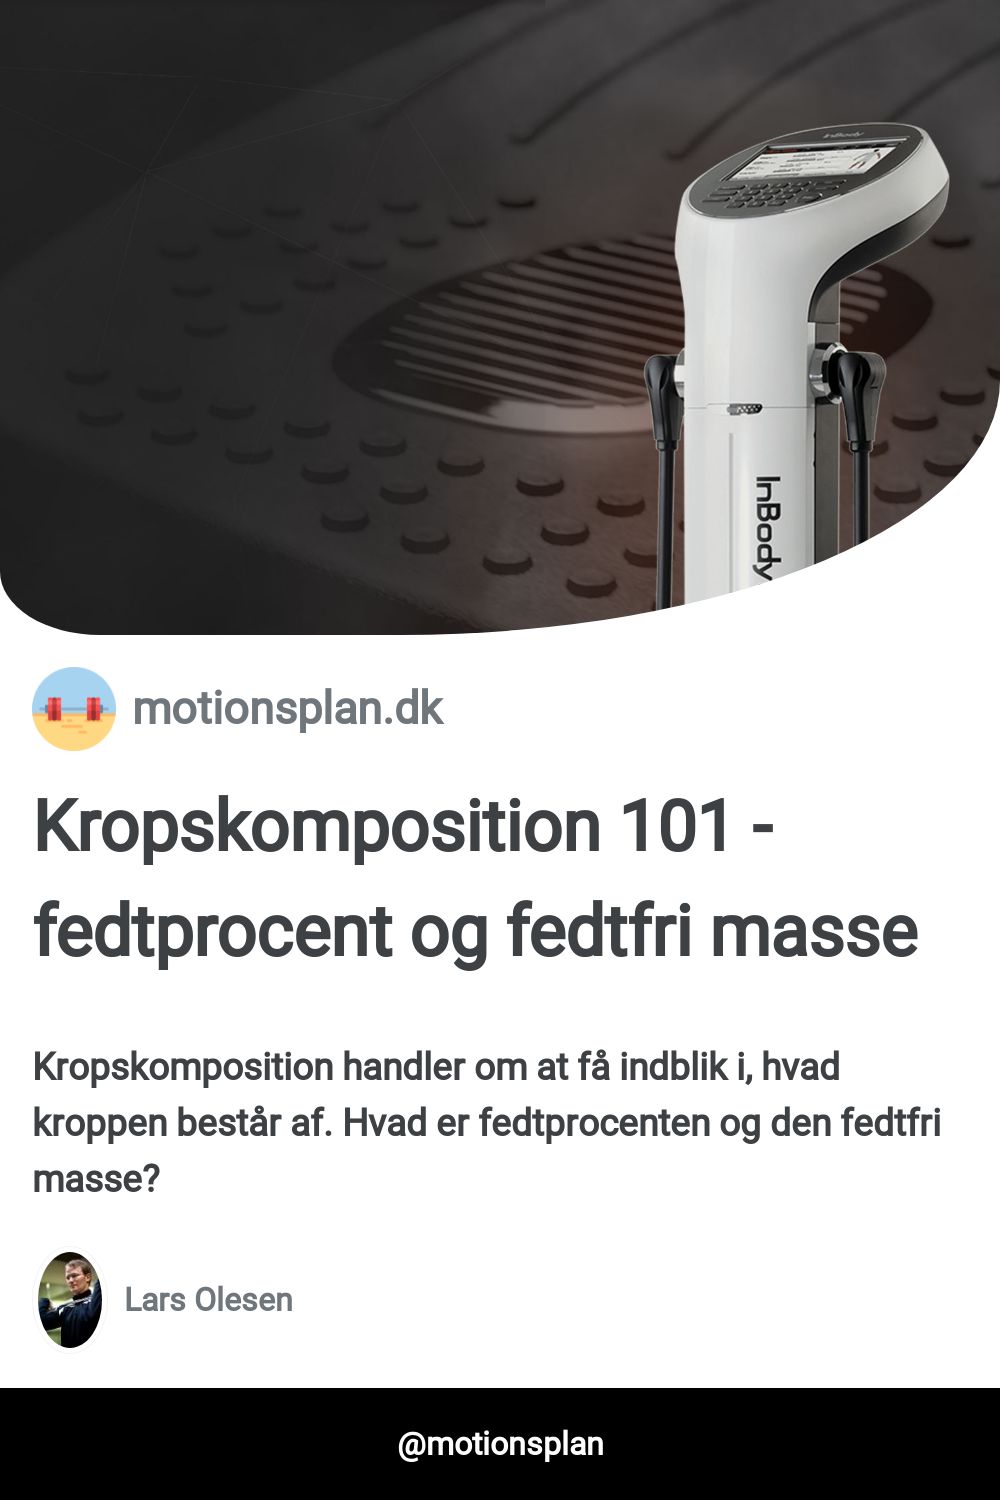 InBody
InBody
motionsplan.dk
Kropskomposition 101 -
fedtprocent og fedtfri masse
Kropskomposition handler om at få indblik i, hvad
kroppen består af. Hvad er fedtprocenten og den fedtfri
masse?
Lars Olesen
@motionsplan